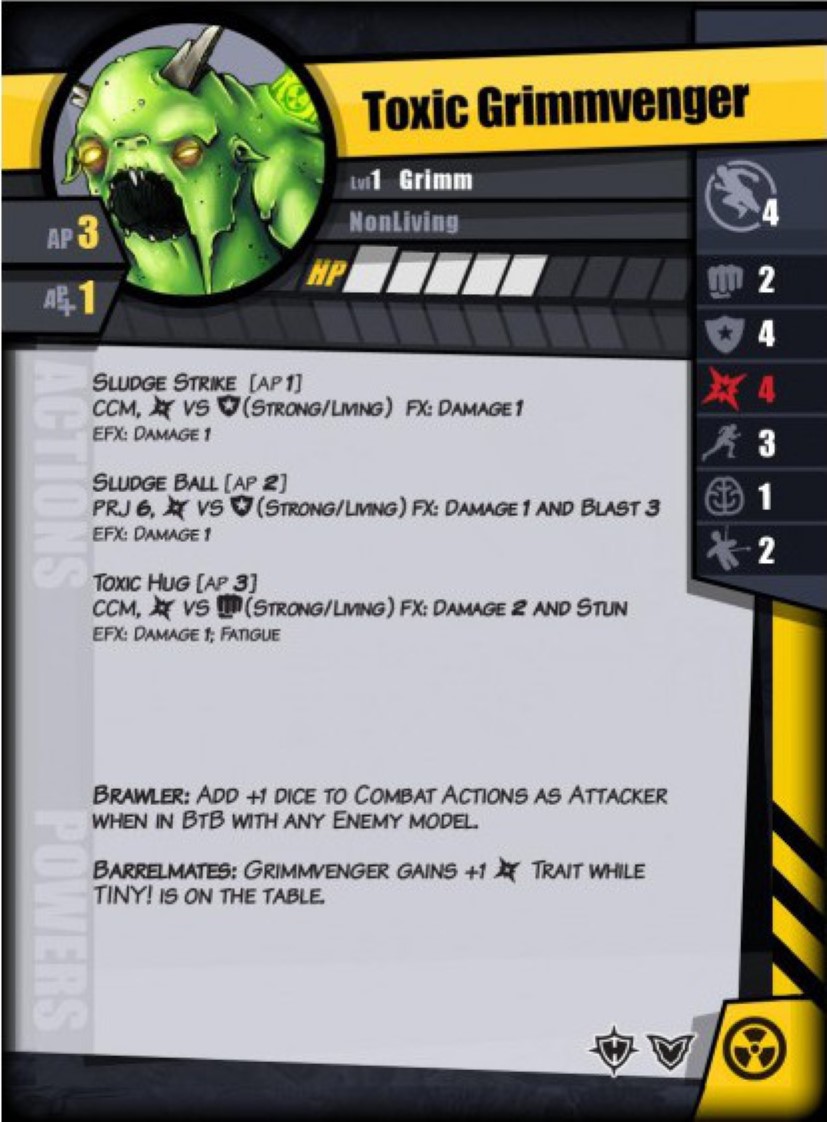 Toxic Grimmvenger
Lvl1 Grimm
NonLiving
AP 3
AP+ 1
HP
4
2
4
4
3
1
2
ACTIONS
SLUDGE STRIKE [AP 1]
CCM, VS (STRONG/LIVING) FX: DAMAGE 1
EFX: DAMAGE 1
SLUDGE BALL [AP 2]
PRJ 6, VS (STRONG/LIVING) FX: DAMAGE 1 AND BLAST 3
EFX: DAMAGE 1
TOXIC HUG [AP 3]
CCM, VS (STRONG/LIVING) FX: DAMAGE 2 AND STUN
EFX: DAMAGE 1; FATIGUE
POWERS
BRAWLER: ADD +1 DICE TO COMBAT ACTIONS AS ATTACKER
WHEN IN BTB WITH ANY ENEMY MODEL.
BARRELMATES: GRIMMVENGER GAINS +1 TRAIT WHILE
TINY! IS ON THE TABLE.
H